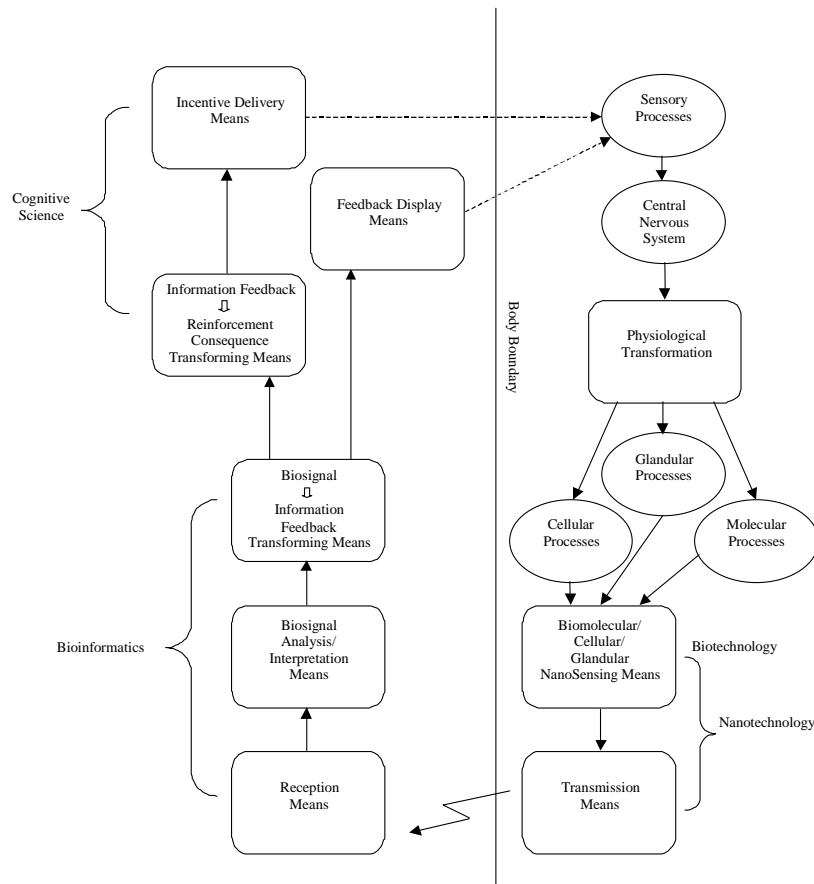 Incentive Delivery
Means
Sensory
Processes
Cognitive
Science
Feedback Display
Means
Central
Nervous
System
Information Feedback
Reinforcement
Consequence
Transforming Means
Body Boundary
Physiological
Transformation
Biosignal
Information
Feedback
Transforming Means
Glandular
Processes
Cellular
Processes
Molecular
Processes
Bioinformatics
Biosignal
Analysis/
Interpretation
Means
Biomolecular/
Cellular/
Glandular
NanoSensing Means
Biotechnology
Nanotechnology
Reception
Means
Transmission
Means